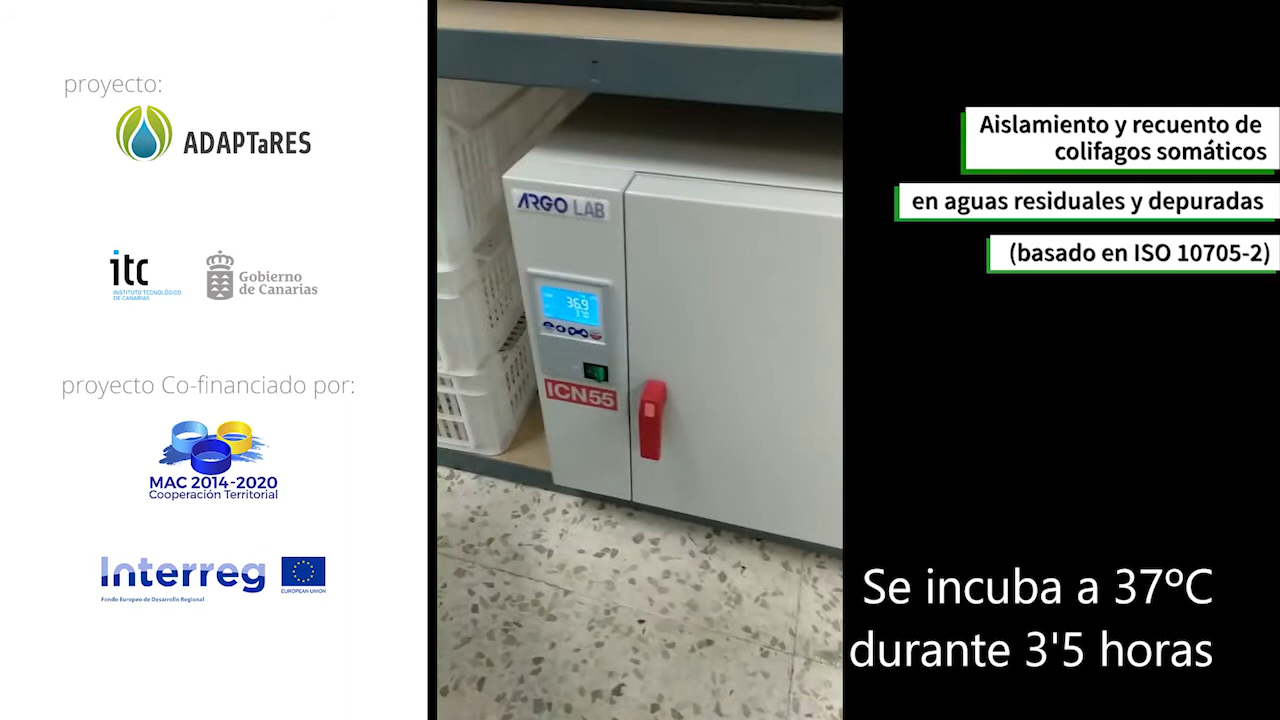 proyecto:
ADAPTaRES
itc
INSTITUTO TECNOLÓGICO
DE CANARIAS
Gobierno
de Canarias
proyecto Co-financiado por:
MAC 2014-2020
Cooperación Territorial
Interreg
EUROPEAN UNION
Fondo Europeo de Desarrollo Regional
ARGO LAB
36.9
37.0
ICN55
Aislamiento y recuento de
colifagos somáticos
en aguas residuales y depuradas
(basado en ISO 10705-2)
Se incuba a 37ºC
durante 3'5 horas